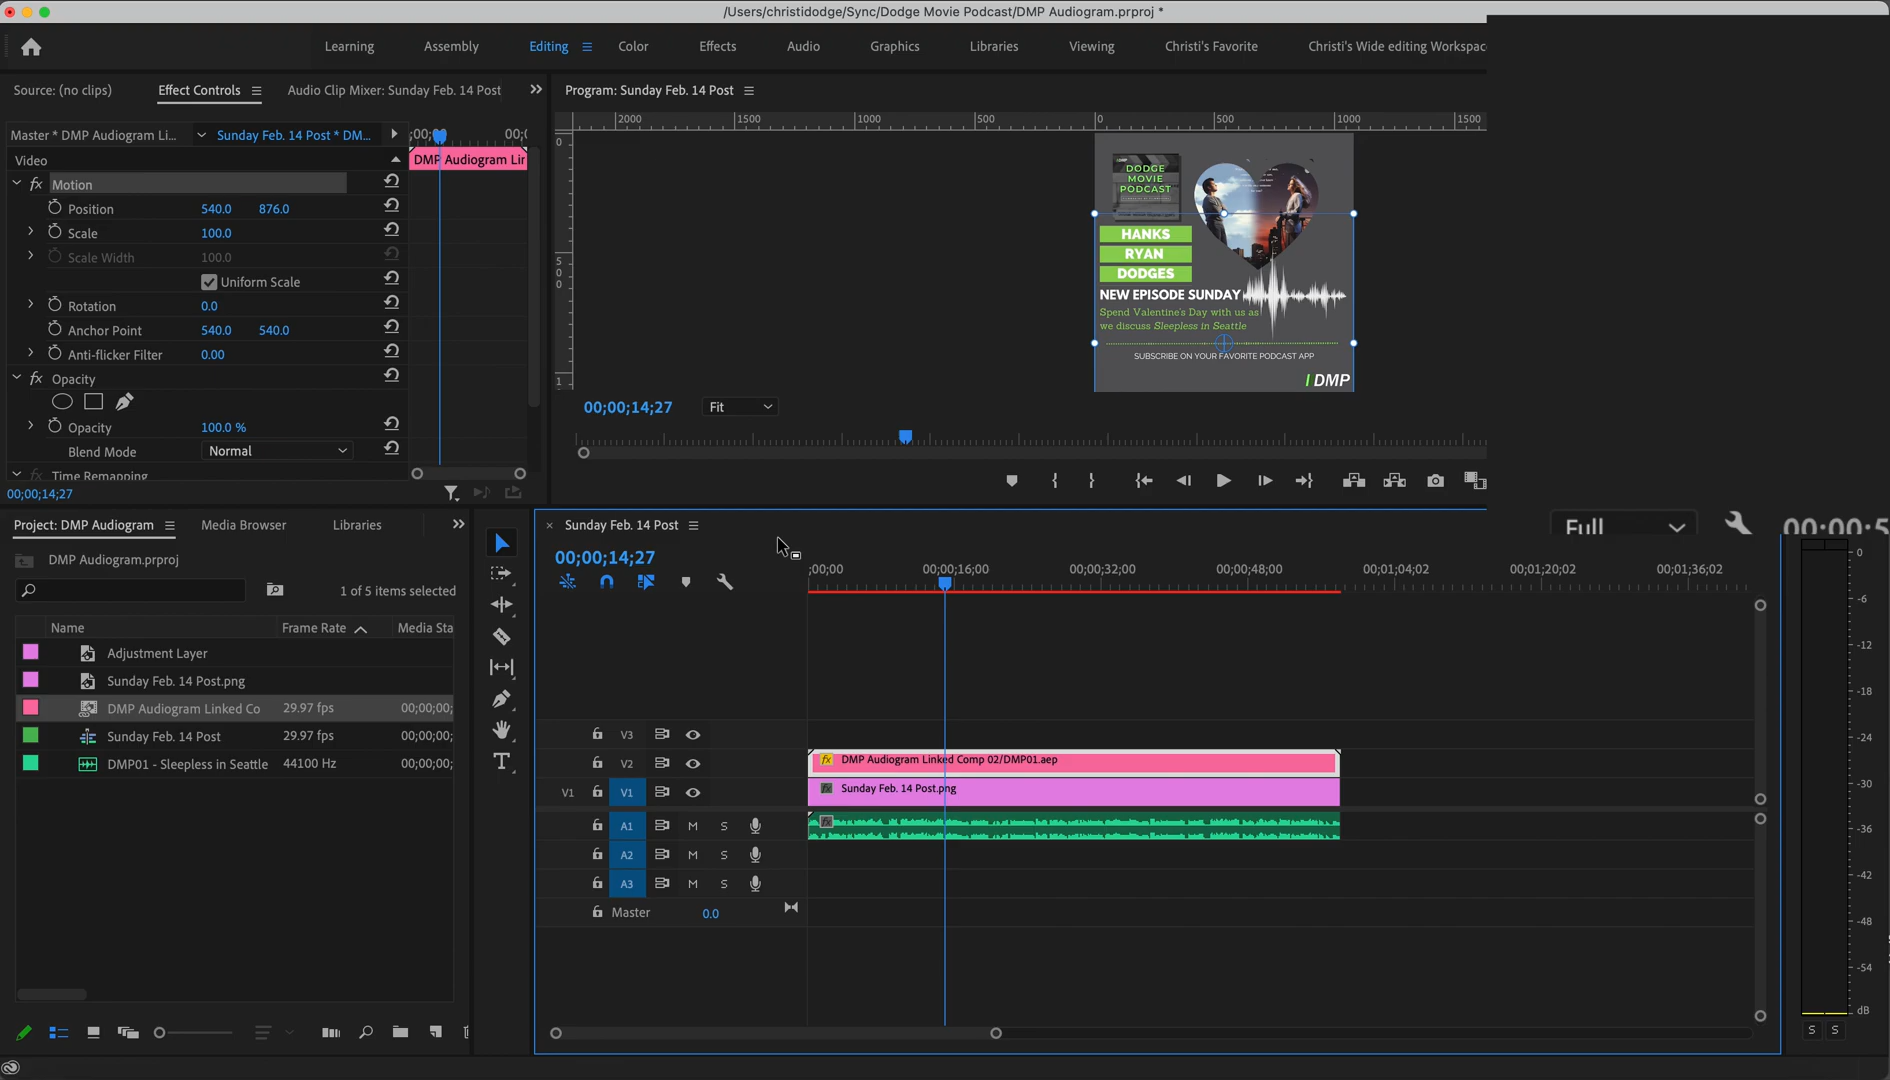 /Users/christidodge/Sync/Dodge Movie Podcast/DMP Audiogram.prproj *
Learning Assembly Editing Color Effects Audio Graphics Libraries Viewing Christi's Favorite Christi's Wide editing Workspac
Source: (no clips) Effect Controls Audio Clip Mixer: Sunday Feb. 14 Post
Master * DMP Audiogram Li... Sunday Feb. 14 Post * DM...
Video
DMP Audiogram Lir
Motion
Position 540.0 876.0
Scale 100.0
Scale Width 100.0
Uniform Scale
Rotation 0.0
Anchor Point 540.0 540.0
Anti-flicker Filter 0.00
Opacity
Opacity 100.0 %
Blend Mode Normal
Time Remapping
00;00;14;27
Program: Sunday Feb. 14 Post
2000 1500 1000 500 0 500 1000 1500
0
500
1
DMP
DODGE
MOVIE
PODCAST
HANKS
RYAN
DODGES
NEW EPISODE SUNDAY
Spend Valentine's Day with us as
we discuss Sleepless in Seattle
SUBSCRIBE ON YOUR FAVORITE PODCAST APP
DMP
00;00;14;27 Fit
Full 00:00:5
Project: DMP Audiogram Media Browser Libraries
DMP Audiogram.prproj
1 of 5 items selected
Name Frame Rate Media Sta
Adjustment Layer
Sunday Feb. 14 Post.png
DMP Audiogram Linked Co 29.97 fps 00;00;00;
Sunday Feb. 14 Post 29.97 fps 00;00;00;
DMP01 - Sleepless in Seattle 44100 Hz 00;00;00;
T
× Sunday Feb. 14 Post
00;00;14;27
;00;00 00;00;16;00 00;00;32;00 00;00;48;00 00;01;04;02 00;01;20;02 00;01;36;02
V3
V2 DMP Audiogram Linked Comp 02/DMP01.aep
V1 V1 Sunday Feb. 14 Post.png
A1 M S
A2 M S
A3 M S
Master 0.0
0
-6
-12
-18
-24
-30
-36
-42
-48
-54
dB
S S